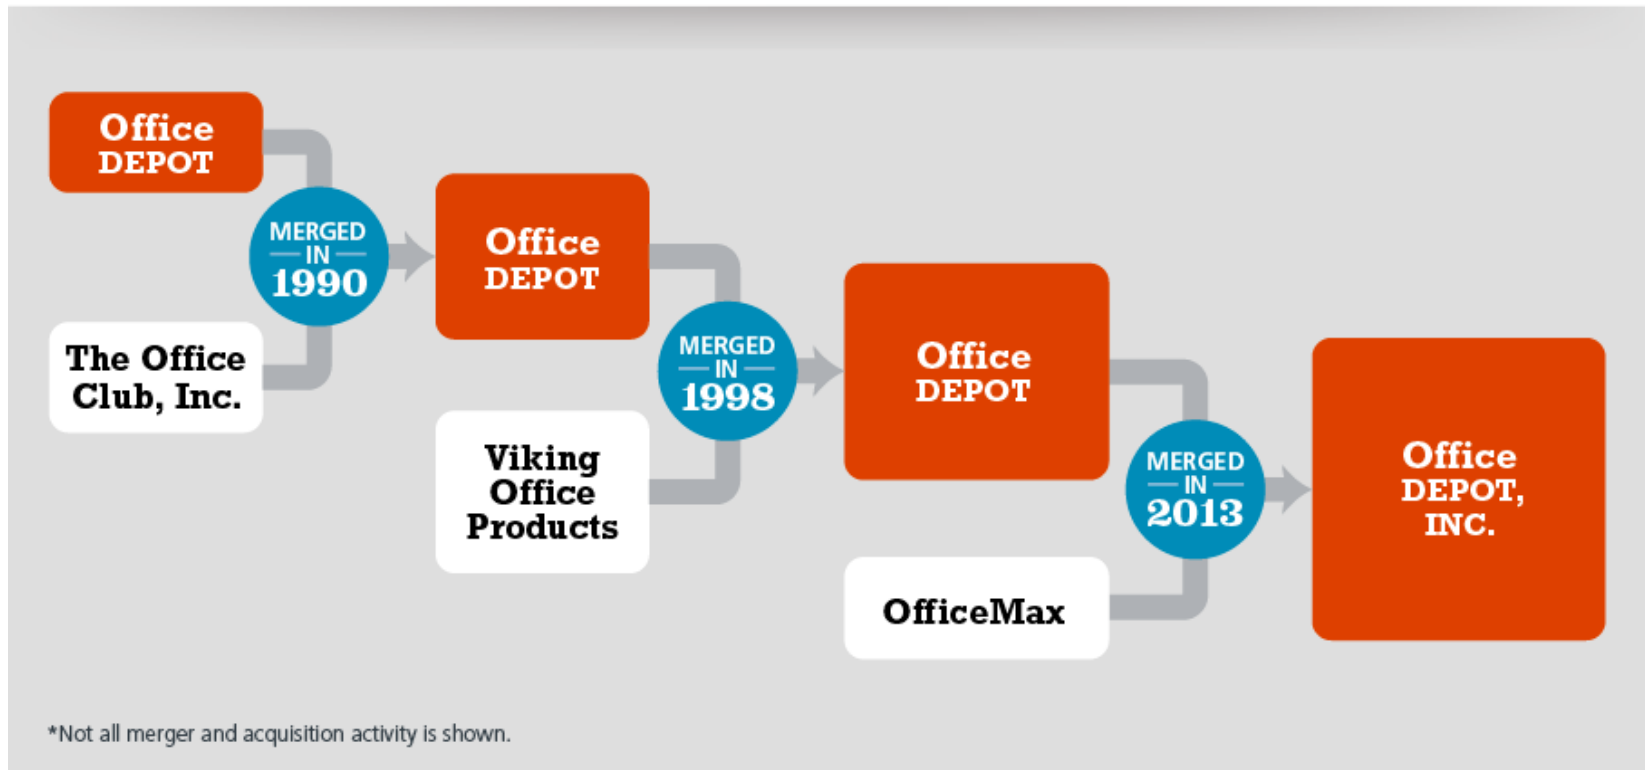 Office
DEPOT
MERGED
IN
1990
The Office
Club, Inc.
Office
DEPOT
MERGED
IN
1998
Viking
Office
Products
Office
DEPOT
MERGED
IN
2013
OfficeMax
Office
DEPOT,
INC.
*Not all merger and acquisition activity is shown.